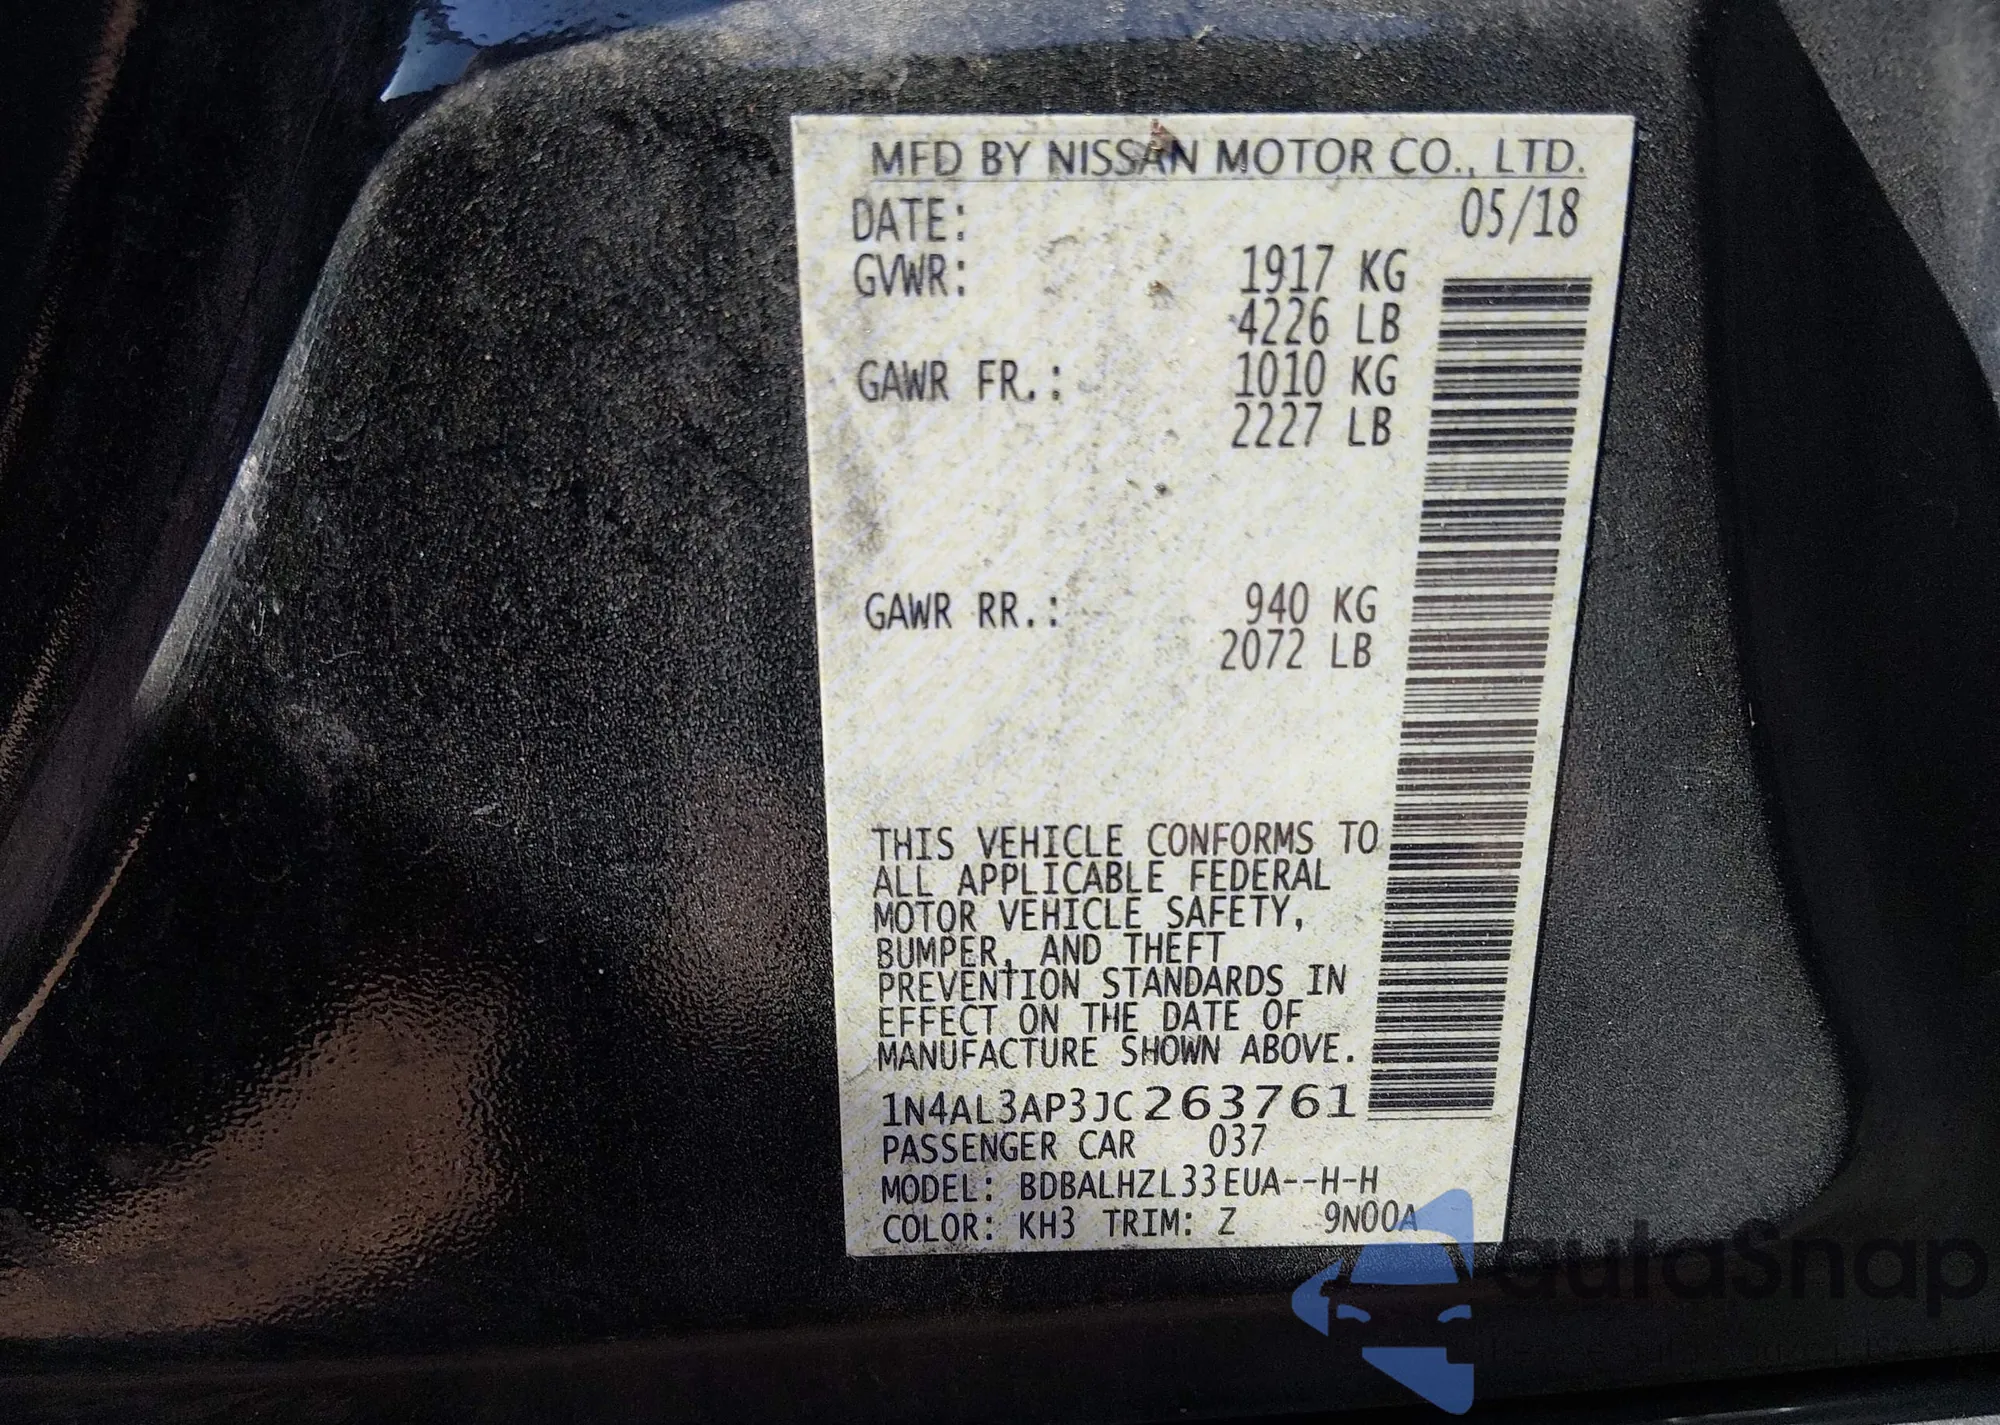 MFD BY NISSAN MOTOR CO., LTD.
DATE: 05/18
GVWR: 1917 KG
4226 LB
GAWR FR.: 1010 KG
2227 LB
GAWR RR.: 940 KG
2072 LB
THIS VEHICLE CONFORMS TO
ALL APPLICABLE FEDERAL
MOTOR VEHICLE SAFETY,
BUMPER, AND THEFT
PREVENTION STANDARDS IN
EFFECT ON THE DATE OF
MANUFACTURE SHOWN ABOVE.
1N4AL3AP3JC263761
PASSENGER CAR 037
MODEL: BDBALHZL33EUA--H-H
COLOR: KH3 TRIM: Z 9N00A